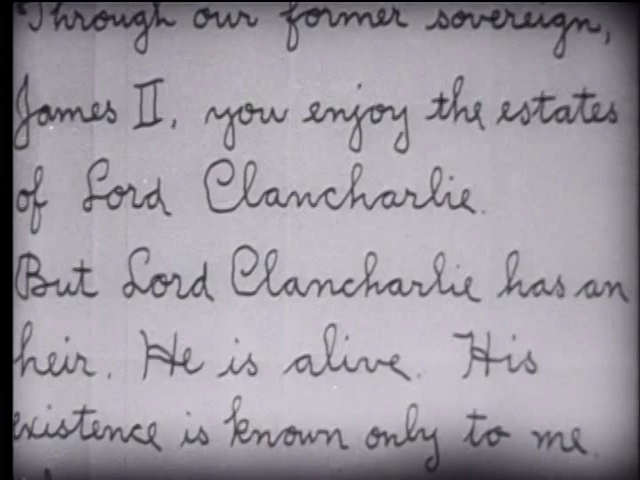 Through our former sovereign,
James II, you enjoy the estates
of Lord Clancharlie.
But Lord Clancharlie has an
heir. He is alive. His
existence is known only to me.